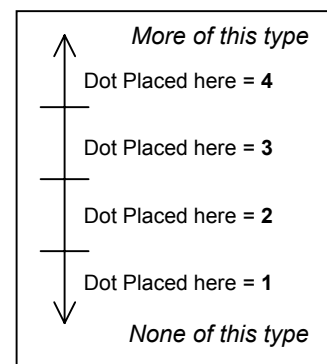 More of this type
Dot Placed here = 4
Dot Placed here = 3
Dot Placed here = 2
Dot Placed here = 1
None of this type